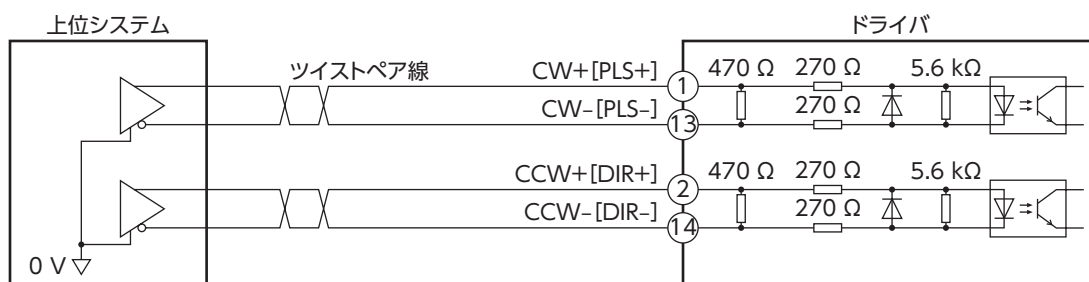 上位システム
ドライバ
ツイストペア線
CW+[PLS+]
1
470 Ω
270 Ω
5.6 kΩ
CW-[PLS-]
13
270 Ω
CCW+[DIR+]
2
470 Ω
270 Ω
5.6 kΩ
CCW-[DIR-]
14
270 Ω
0 V